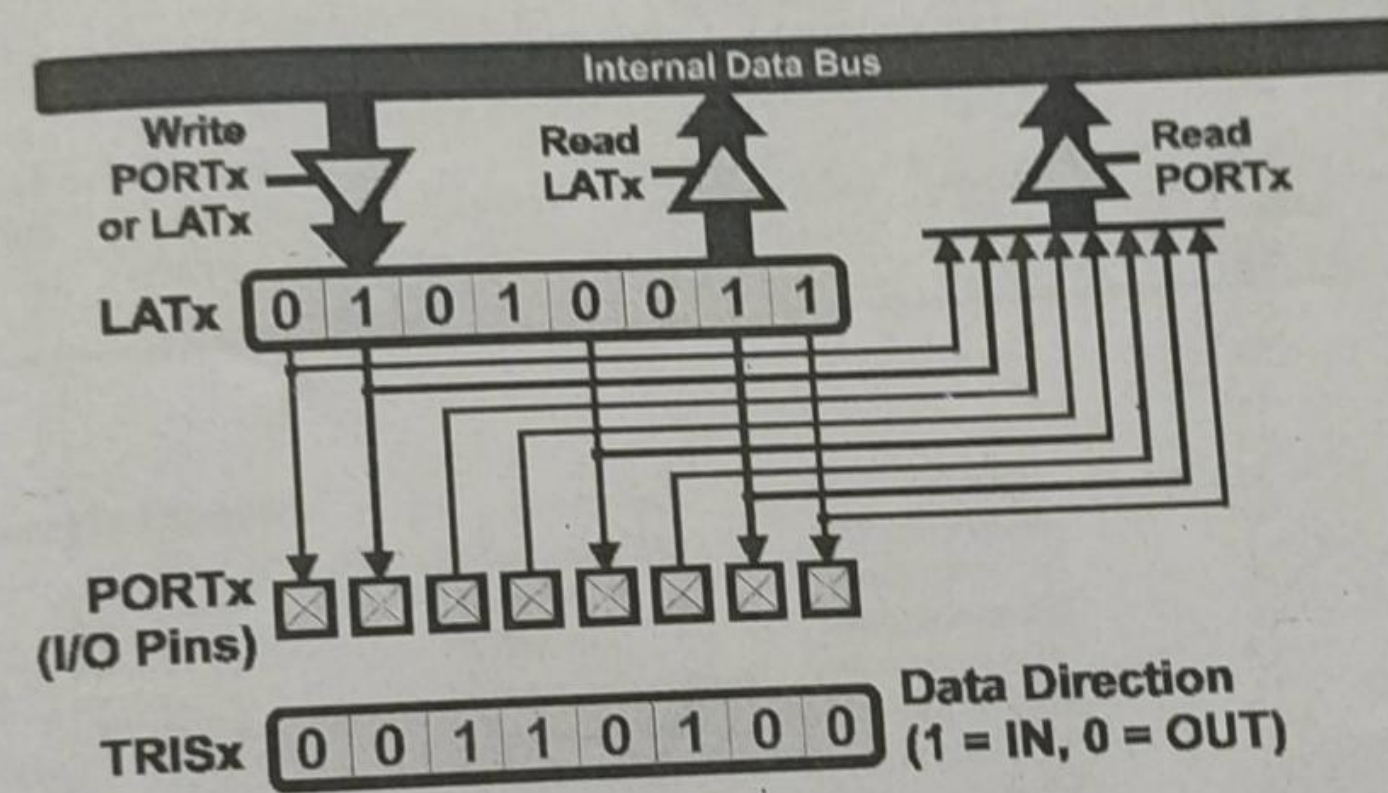 Internal Data Bus
Write
PORTx
or LATx
Read
LATx
Read
PORTx
LATx 0 1 0 1 0 0 1 1
PORTx
(I/O Pins)
Data Direction
(1 = IN, 0 = OUT)
TRISx 0 0 1 1 0 1 0 0